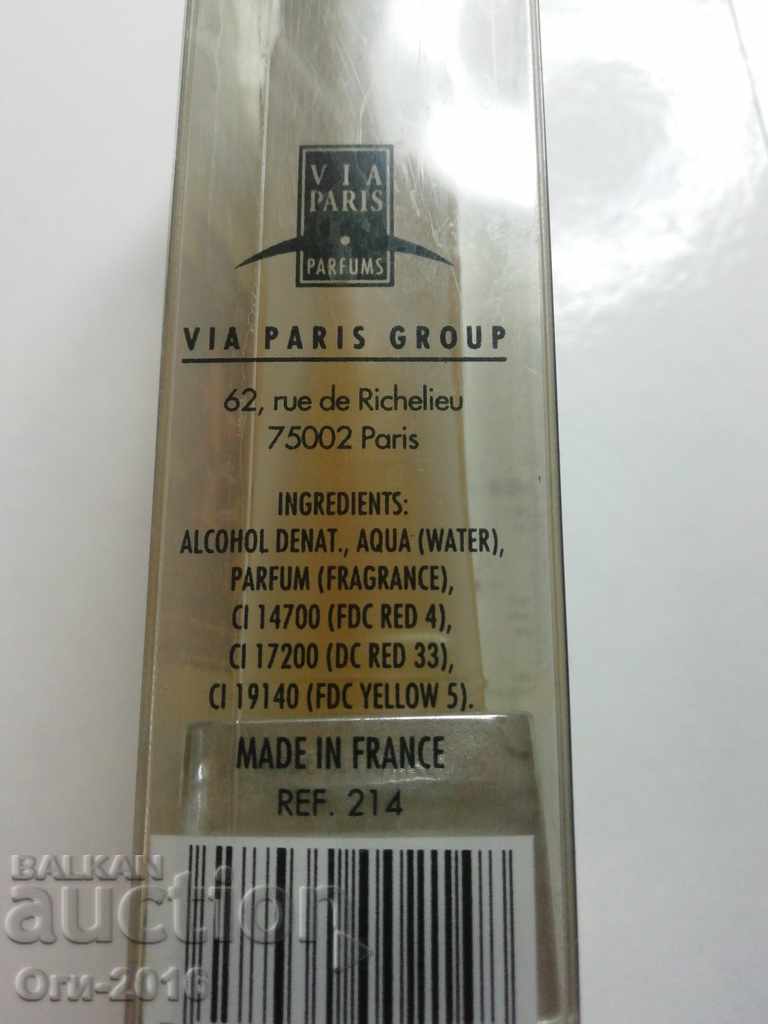 VIA
PARIS
PARFUMS
VIA PARIS GROUP
62, rue de Richelieu
75002 Paris
INGREDIENTS:
ALCOHOL DENAT., AQUA (WATER),
PARFUM (FRAGRANCE),
CI 14700 (FDC RED 4),
CI 17200 (DC RED 33),
CI 19140 (FDC YELLOW 5).
MADE IN FRANCE
REF. 214
BALKAN
auction
Оги-2016